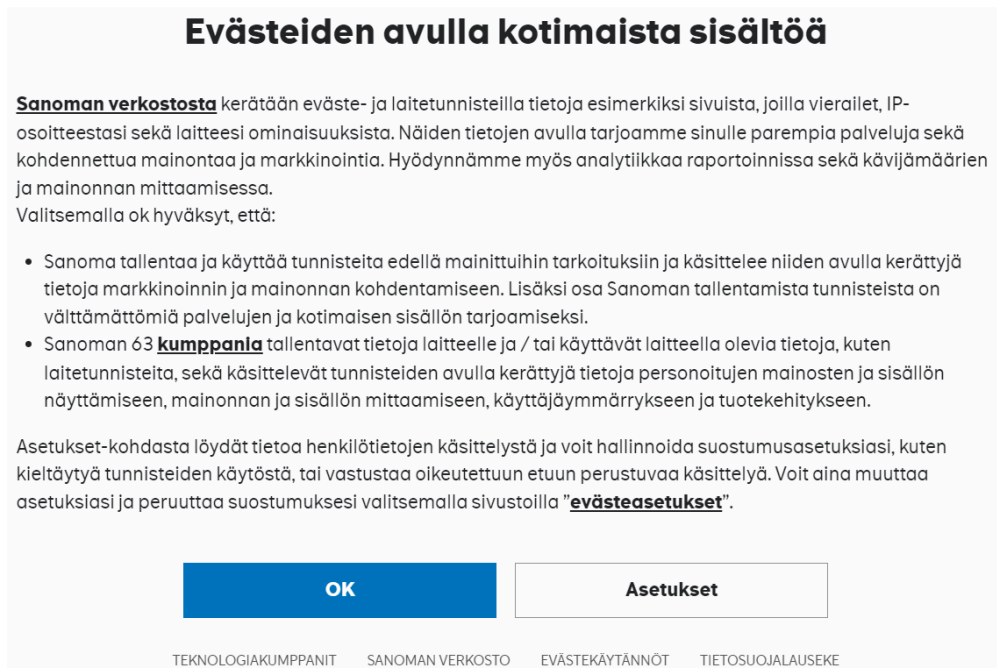 Evästeiden avulla kotimaista sisältöä
Sanoman verkostosta kerätään eväste- ja laitetunnisteilla tietoja esimerkiksi sivuista, joilla vierailet, IP-
osoitteestasi sekä laitteesi ominaisuuksista. Näiden tietojen avulla tarjoamme sinulle parempia palveluja sekä
kohdennettua mainontaa ja markkinointia. Hyödynnämme myös analytiikkaa raportoinnissa sekä kävijämäärien
ja mainonnan mittaamisessa.
Valitsemalla ok hyväksyt, että:
• Sanoma tallentaa ja käyttää tunnisteita edellä mainittuihin tarkoituksiin ja käsittelee niiden avulla kerättyjä
tietoja markkinoinnin ja mainonnan kohdentamiseen. Lisäksi osa Sanoman tallentamista tunnisteista on
välttämättömiä palvelujen ja kotimaisen sisällön tarjoamiseksi.
• Sanoman 63 kumppania tallentavat tietoja laitteelle ja / tai käyttävät laitteella olevia tietoja, kuten
laitetunnisteita, sekä käsittelevät tunnisteiden avulla kerättyjä tietoja personoitujen mainosten ja sisällön
näyttämiseen, mainonnan ja sisällön mittaamiseen, käyttäjäymmärrykseen ja tuotekehitykseen.
Asetukset-kohdasta löydät tietoa henkilötietojen käsittelystä ja voit hallinnoida suostumusasetuksiasi, kuten
kieltäytyä tunnisteiden käytöstä, tai vastustaa oikeutettuun etuun perustuvaa käsittelyä. Voit aina muuttaa
asetuksiasi ja peruuttaa suostumuksesi valitsemalla sivustoilla ”evästeasetukset”.
OK Asetukset
TEKNOLOGIAKUMPPANIT SANOMAN VERKOSTO EVÄSTEKÄYTÄNNÖT TIETOSUOJALAUSEKE